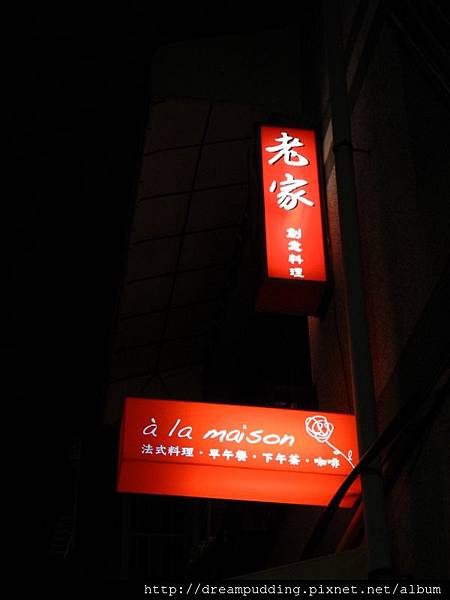 老家
創意料理
à la maison
法式料理・早午餐・下午茶・咖啡
http://dreampudding.pixnet.net/album